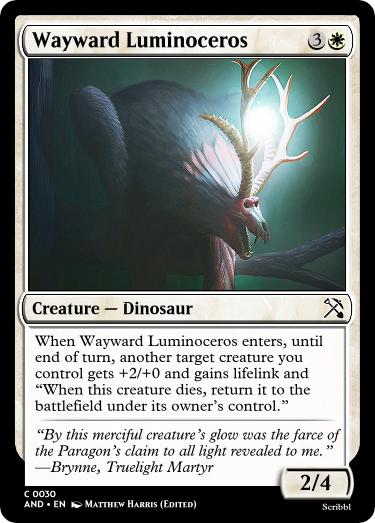 Wayward Luminoceros 3
Creature — Dinosaur
When Wayward Luminoceros enters, until
end of turn, another target creature you
control gets +2/+0 and gains lifelink and
“When this creature dies, return it to the
battlefield under its owner’s control.”
“By this merciful creature’s glow was the farce of
the Paragon’s claim to all light revealed to me.”
—Brynne, Truelight Martyr
2/4
C 0030
AND • EN Matthew Harris (Edited)
Scribbl